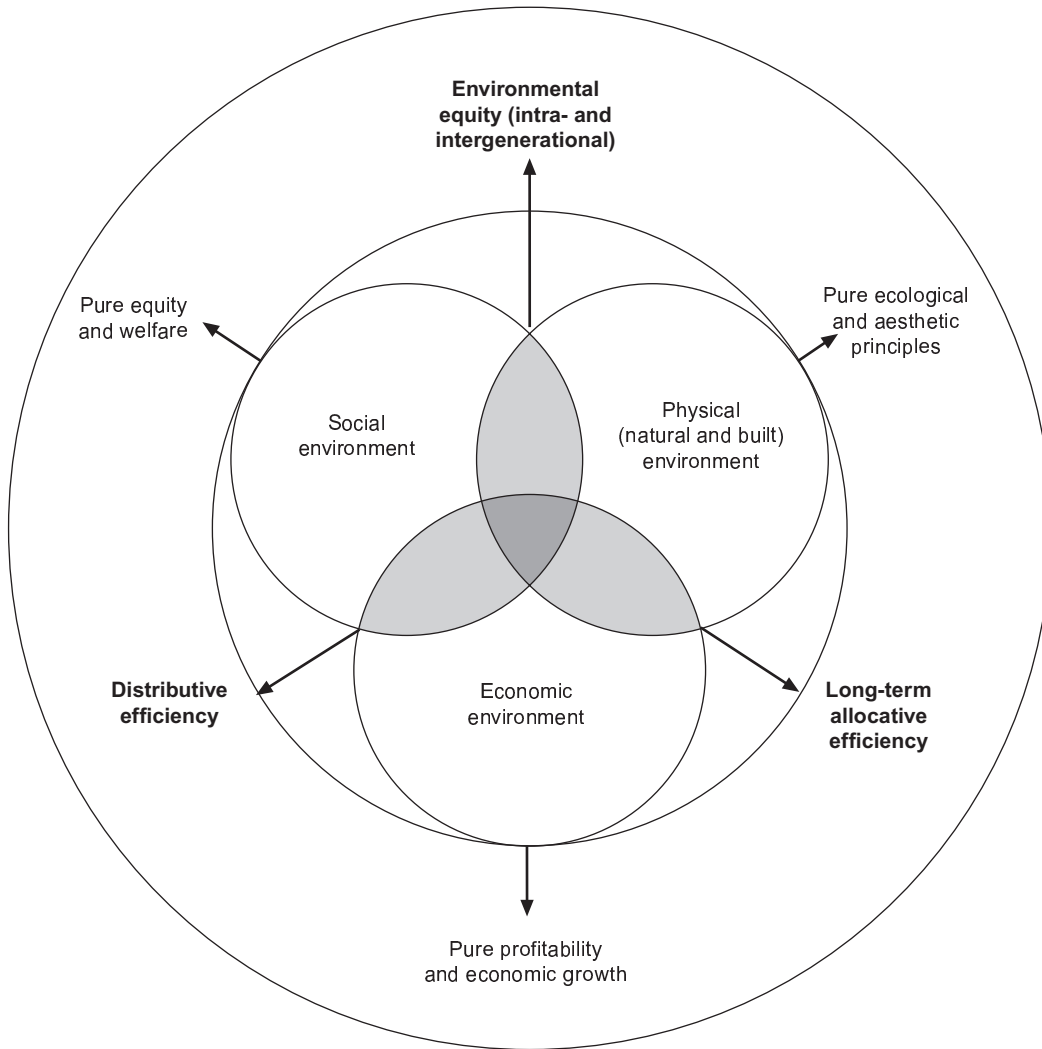 Environmental
equity (intra- and
intergenerational)
Pure equity
and welfare
Pure ecological
and aesthetic
principles
Social
environment
Physical
(natural and built)
environment
Distributive
efficiency
Economic
environment
Long-term
allocative
efficiency
Pure profitability
and economic growth